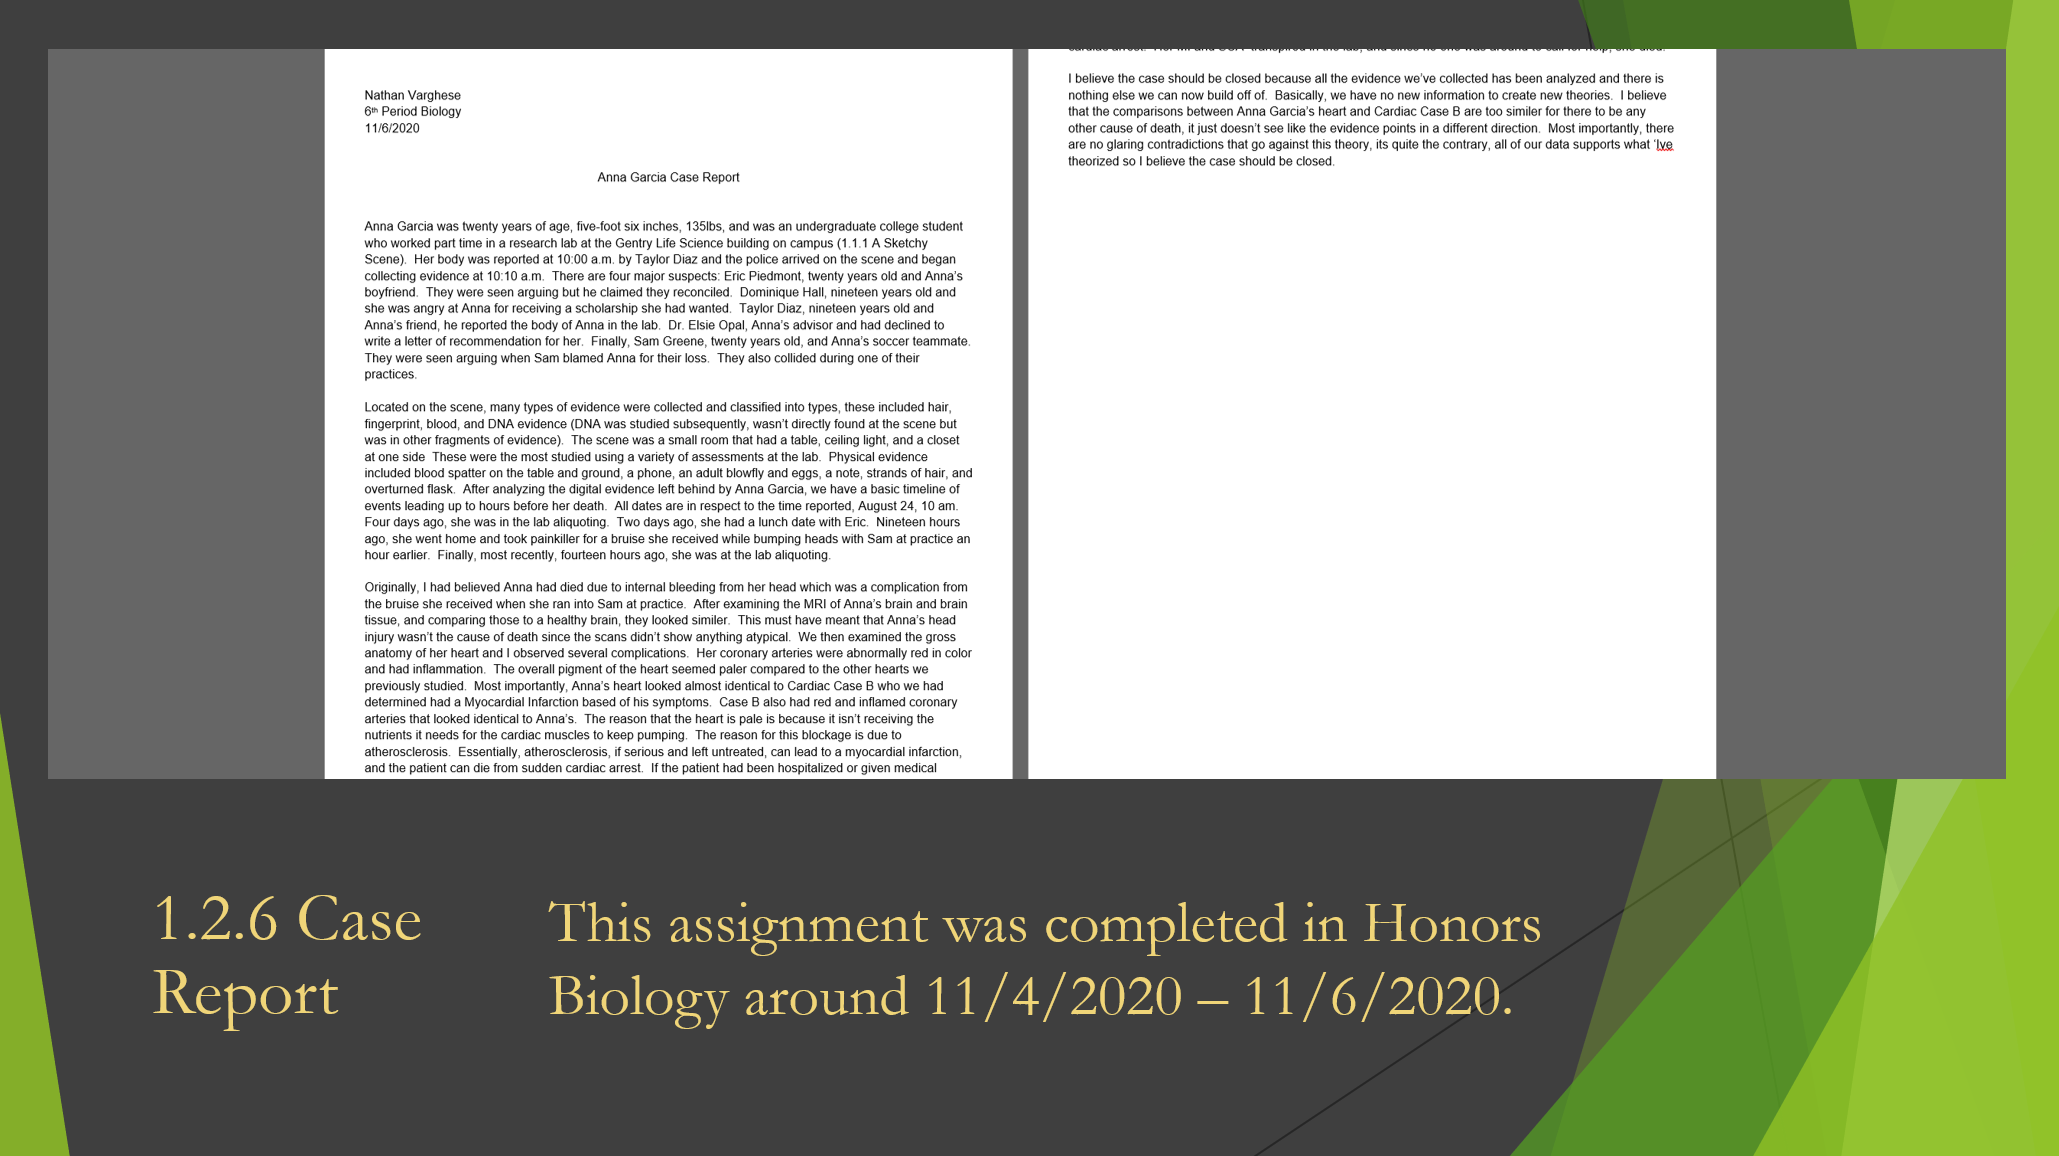 Nathan Varghese
6th Period Biology
11/6/2020
Anna Garcia Case Report
Anna Garcia was twenty years of age, five-foot six inches, 135lbs, and was an undergraduate college student
who worked part time in a research lab at the Gentry Life Science building on campus (1.1.1 A Sketchy
Scene).  Her body was reported at 10:00 a.m. by Taylor Diaz and the police arrived on the scene and began
collecting evidence at 10:10 a.m.  There are four major suspects: Eric Piedmont, twenty years old and Anna's
boyfriend.  They were seen arguing but he claimed they reconciled.  Dominique Hall, nineteen years old and
she was angry at Anna for receiving a scholarship she had wanted.  Taylor Diaz, nineteen years old and
Anna's friend, he reported the body of Anna in the lab.  Dr. Elsie Opal, Anna's advisor and had declined to
write a letter of recommendation for her.  Finally, Sam Greene, twenty years old, and Anna's soccer teammate.
They were seen arguing when Sam blamed Anna for their loss.  They also collided during one of their
practices.
Located on the scene, many types of evidence were collected and classified into types, these included hair,
fingerprint, blood, and DNA evidence (DNA was studied subsequently, wasn't directly found at the scene but
was in other fragments of evidence).  The scene was a small room that had a table, ceiling light, and a closet
at one side  These were the most studied using a variety of assessments at the lab.  Physical evidence
included blood spatter on the table and ground, a phone, an adult blowfly and eggs, a note, strands of hair, and
overturned flask.  After analyzing the digital evidence left behind by Anna Garcia, we have a basic timeline of
events leading up to hours before her death.  All dates are in respect to the time reported, August 24, 10 am.
Four days ago, she was in the lab aliquoting.  Two days ago, she had a lunch date with Eric.  Nineteen hours
ago, she went home and took painkiller for a bruise she received while bumping heads with Sam at practice an
hour earlier.  Finally, most recently, fourteen hours ago, she was at the lab aliquoting.
Originally, I had believed Anna had died due to internal bleeding from her head which was a complication from
the bruise she received when she ran into Sam at practice.  After examining the MRI of Anna's brain and brain
tissue, and comparing those to a healthy brain, they looked similer.  This must have meant that Anna's head
injury wasn't the cause of death since the scans didn't show anything atypical.  We then examined the gross
anatomy of her heart and I observed several complications.  Her coronary arteries were abnormally red in color
and had inflammation.  The overall pigment of the heart seemed paler compared to the other hearts we
previously studied.  Most importantly, Anna's heart looked almost identical to Cardiac Case B who we had
determined had a Myocardial Infarction based of his symptoms.  Case B also had red and inflamed coronary
arteries that looked identical to Anna's.  The reason that the heart is pale is because it isn't receiving the
nutrients it needs for the cardiac muscles to keep pumping.  The reason for this blockage is due to
atherosclerosis.  Essentially, atherosclerosis, if serious and left untreated, can lead to a myocardial infarction,
and the patient can die from sudden cardiac arrest.  If the patient had been hospitalized or given medical
I believe the case should be closed because all the evidence we've collected has been analyzed and there is
nothing else we can now build off of.  Basically, we have no new information to create new theories.  I believe
that the comparisons between Anna Garcia's heart and Cardiac Case B are too similer for there to be any
other cause of death, it just doesn't see like the evidence points in a different direction.  Most importantly, there
are no glaring contradictions that go against this theory, its quite the contrary, all of our data supports what 'Ive
theorized so I believe the case should be closed.
1.2.6 Case
Report
This assignment was completed in Honors
Biology around 11/4/2020 – 11/6/2020.